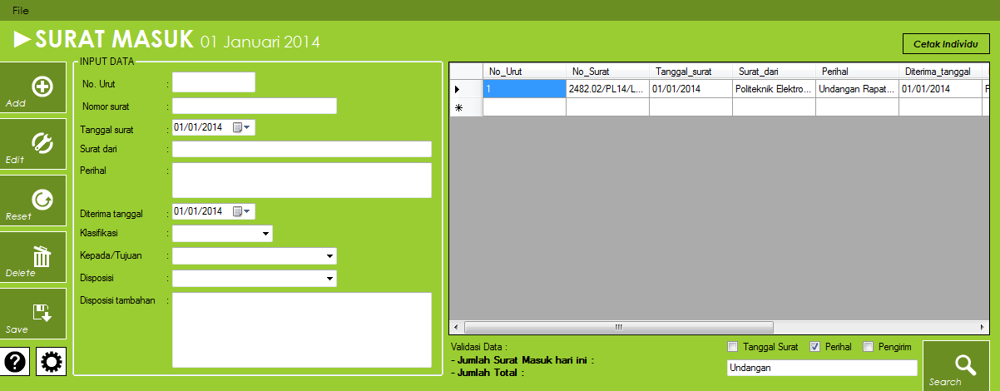 File
SURAT MASUK 01 Januari 2014
Cetak Individu
Add
Edit
Reset
Delete
Save
INPUT DATA
No. Urut :
Nomor surat :
Tanggal surat : 01/01/2014
Surat dari :
Perihal :
Diterima tanggal : 01/01/2014
Klasifikasi :
Kepada/Tujuan :
Disposisi :
Disposisi tambahan :
No_Urut No_Surat Tanggal_surat Surat_dari Perihal Diterima_tanggal
1 2482.02/PL14/L... 01/01/2014 Politeknik Elektro... Undangan Rapat... 01/01/2014
Validasi Data :
- Jumlah Surat Masuk hari ini :
- Jumlah Total :
Tanggal Surat Perihal Pengirim
Undangan
Search